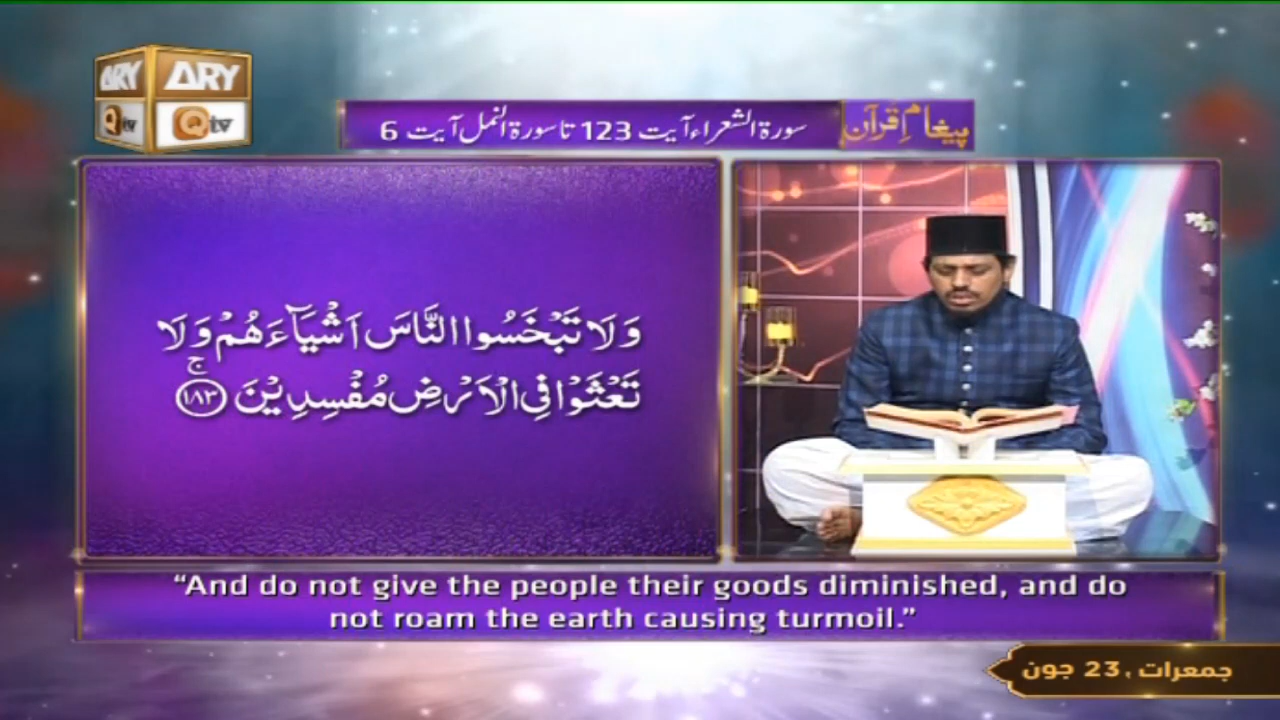 ARY ARY
Q tv Qtv
پیغامِ قرآن
سورۃ الشعراء آیت 123 تا سورۃ النمل آیت 6
وَلَا تَبْخَسُوا النَّاسَ اَشْيَآءَهُمْ وَلَا
تَعْثَوْا فِی الْاَرْضِ مُفْسِدِيْنَ ۚ﴿۱۸۳﴾
“And do not give the people their goods diminished, and do
not roam the earth causing turmoil.”
جمعرات، 23 جون